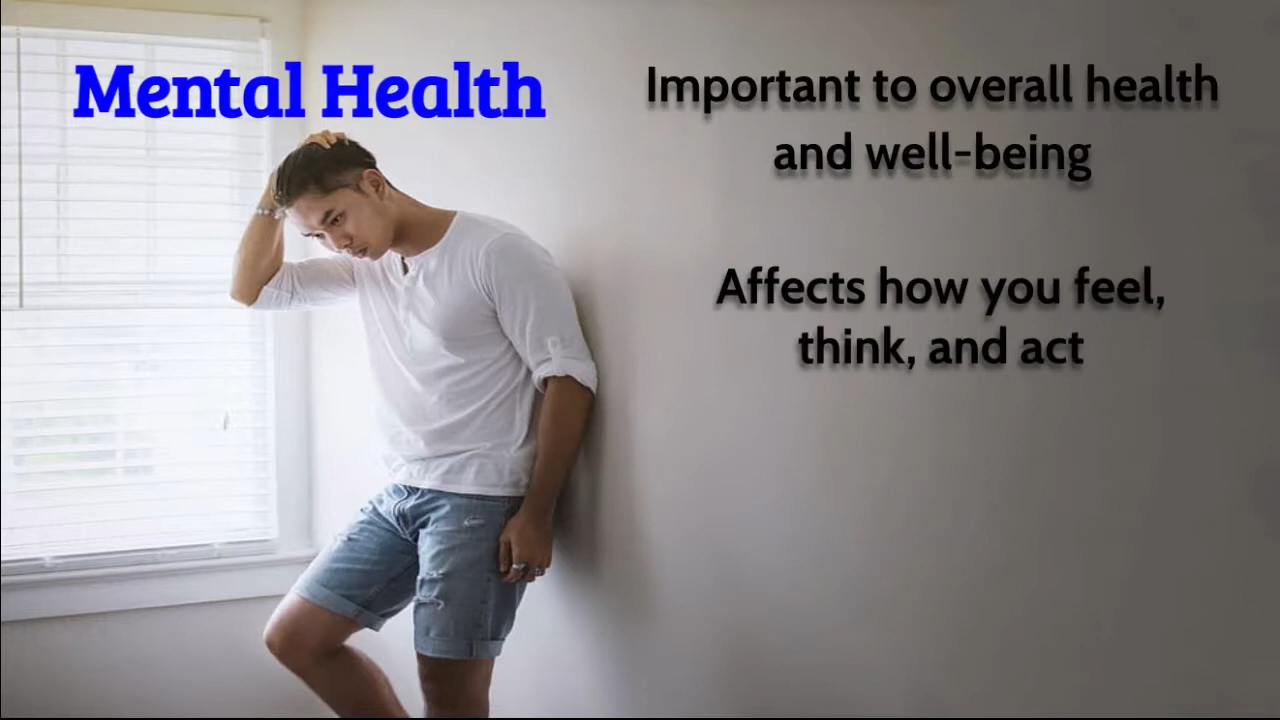 Mental Health
Important to overall health
and well-being
Affects how you feel,
think, and act